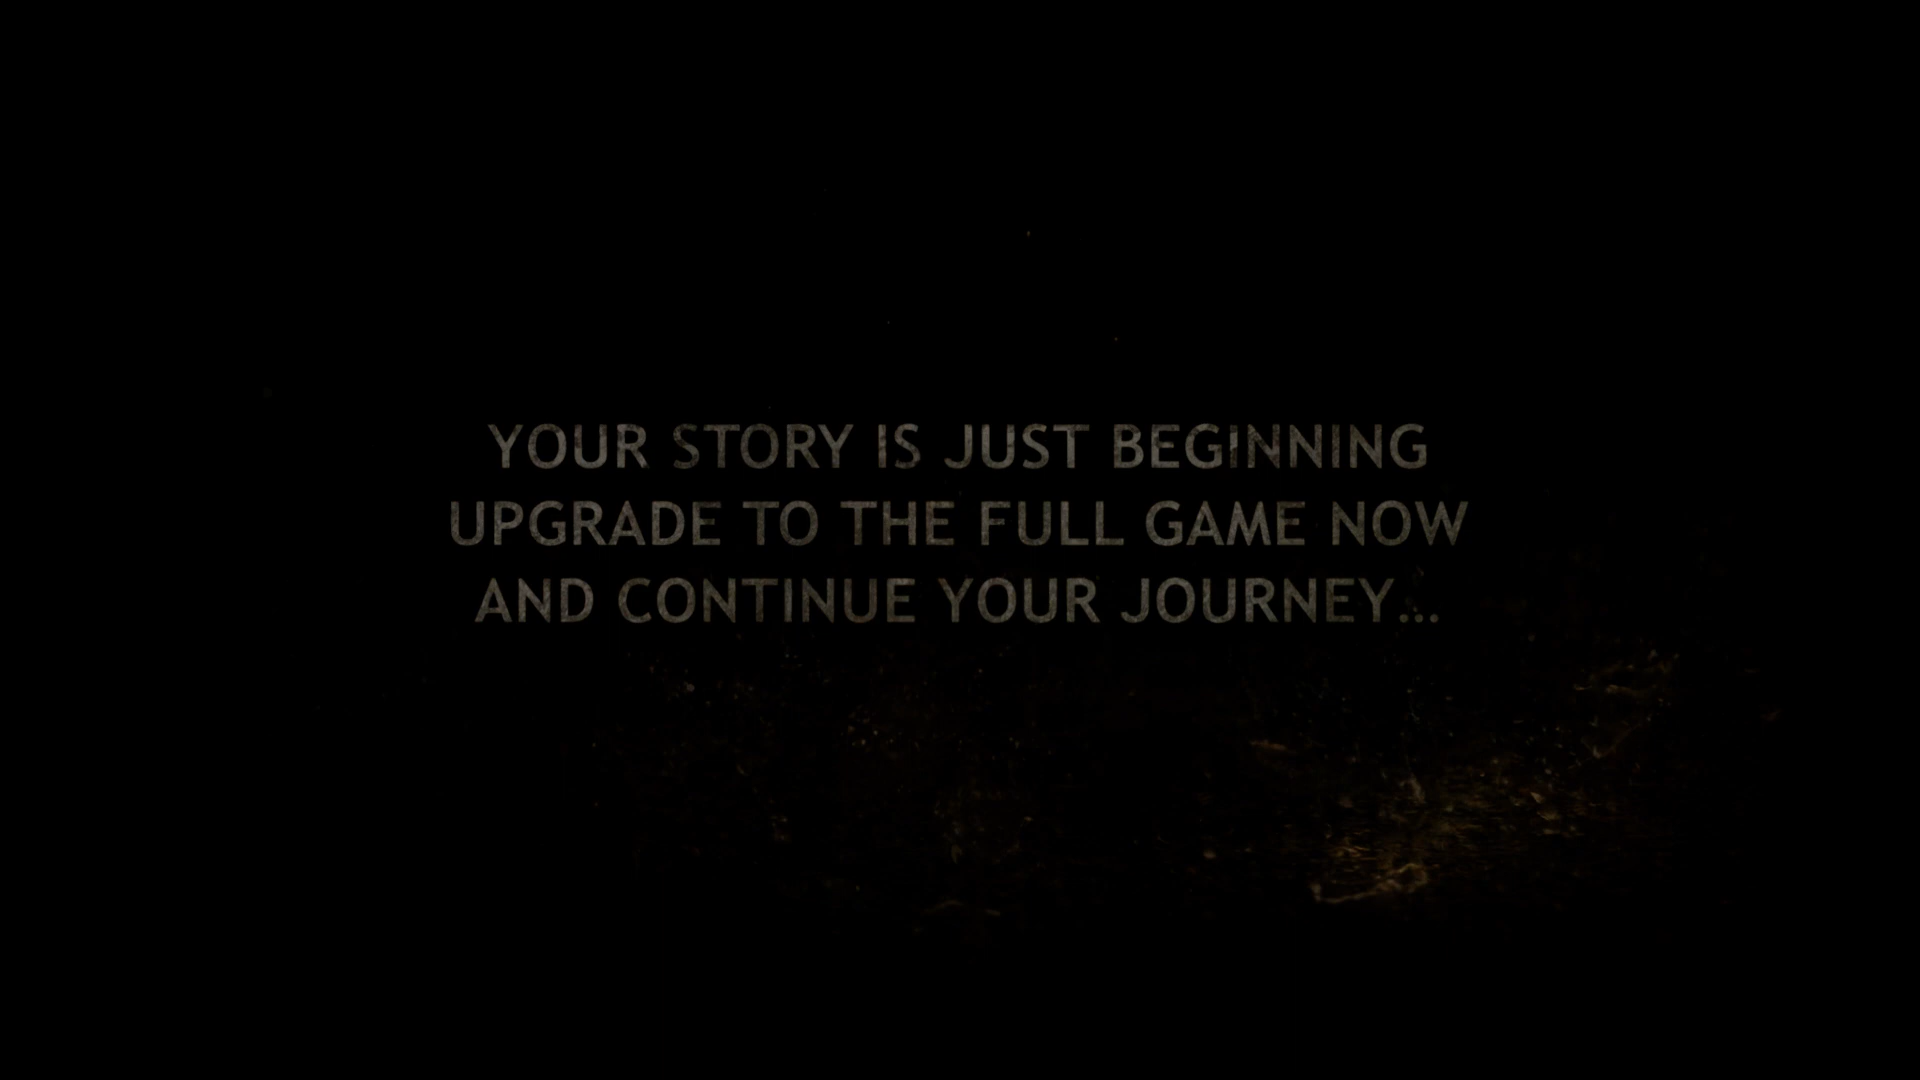 YOUR STORY IS JUST BEGINNING
UPGRADE TO THE FULL GAME NOW
AND CONTINUE YOUR JOURNEY...